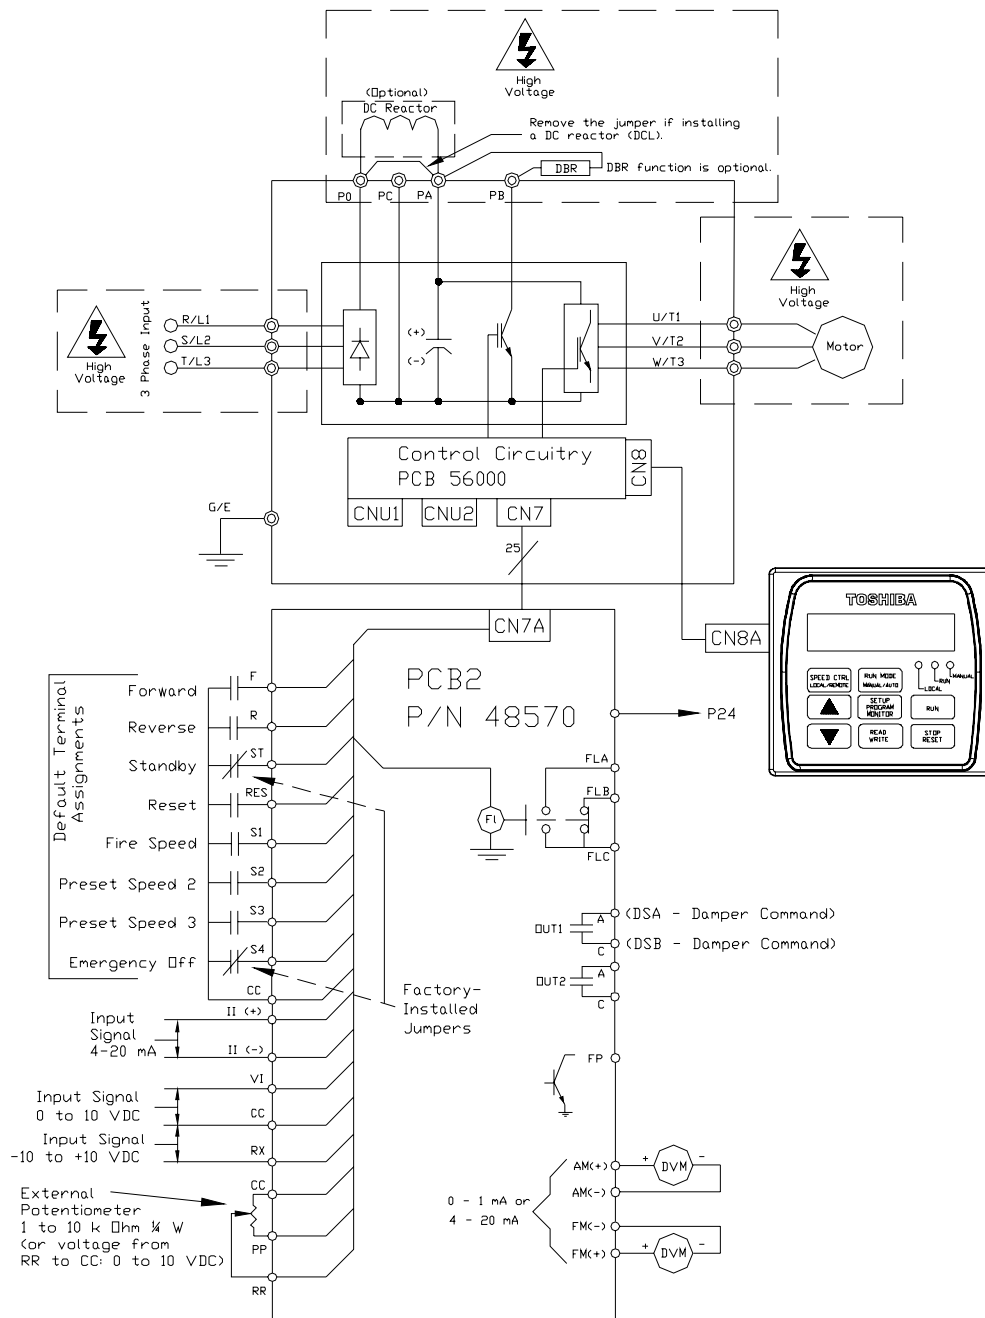 High
Voltage
(Optional)
DC Reactor
Remove the jumper if installing
a DC reactor (DCL).
DBR
DBR function is optional.
PO
PC
PA
PB
High
Voltage
3 Phase Input
R/L1
S/L2
T/L3
High
Voltage
(+)
(-)
U/T1
V/T2
W/T3
Motor
Control Circuitry
PCB 56000
CN8
CNU1
CNU2
CN7
G/E
25
CN7A
CN8A
TOSHIBA
SPEED CTRL
LOCAL/REMOTE
RUN MODE
MANUAL/AUTO
LOCAL
RUN
MANUAL
SETUP
PROGRAM
MONITOR
RUN
READ
WRITE
STOP
RESET
PCB2
P/N 48570
P24
Default Terminal
Assignments
Forward
F
Reverse
R
Standby
ST
Reset
RES
Fire Speed
S1
Preset Speed 2
S2
Preset Speed 3
S3
Emergency Off
S4
CC
Factory-
Installed
Jumpers
FLA
FLB
Fl
FLC
OUT1
A
C
(DSA - Damper Command)
(DSB - Damper Command)
OUT2
A
C
FP
Input
Signal
4-20 mA
II (+)
II (-)
VI
Input Signal
0 to 10 VDC
CC
Input Signal
-10 to +10 VDC
RX
CC
External
Potentiometer
1 to 10 k Ohm ¼ W
(or voltage from
RR to CC: 0 to 10 VDC)
PP
RR
0 - 1 mA or
4 - 20 mA
AM(+)
AM(-)
FM(-)
FM(+)
+
DVM
-
+
DVM
-